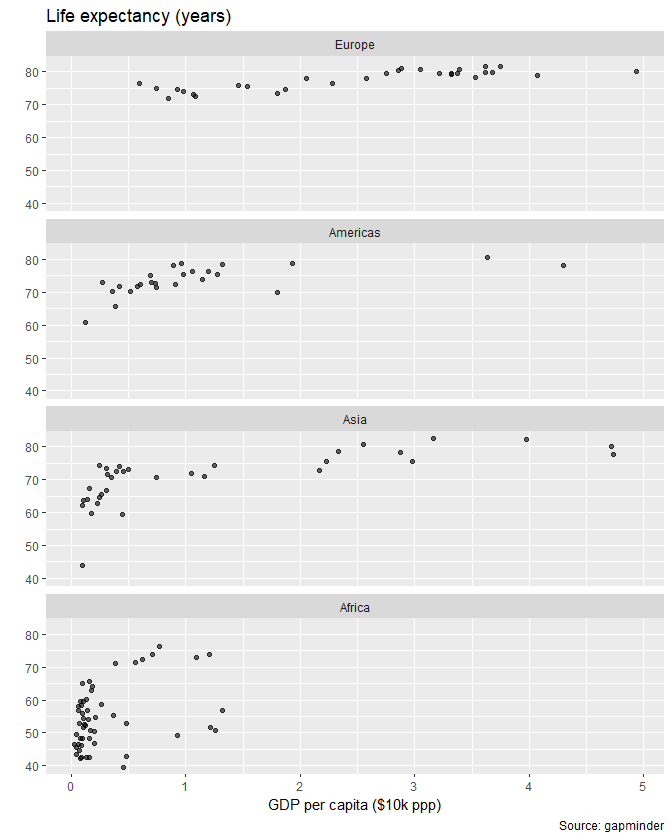 Life expectancy (years)
Europe
80
70
60
50
40
Americas
80
70
60
50
40
Asia
80
70
60
50
40
Africa
80
70
60
50
40
0 1 2 3 4 5
GDP per capita ($10k ppp)
Source: gapminder